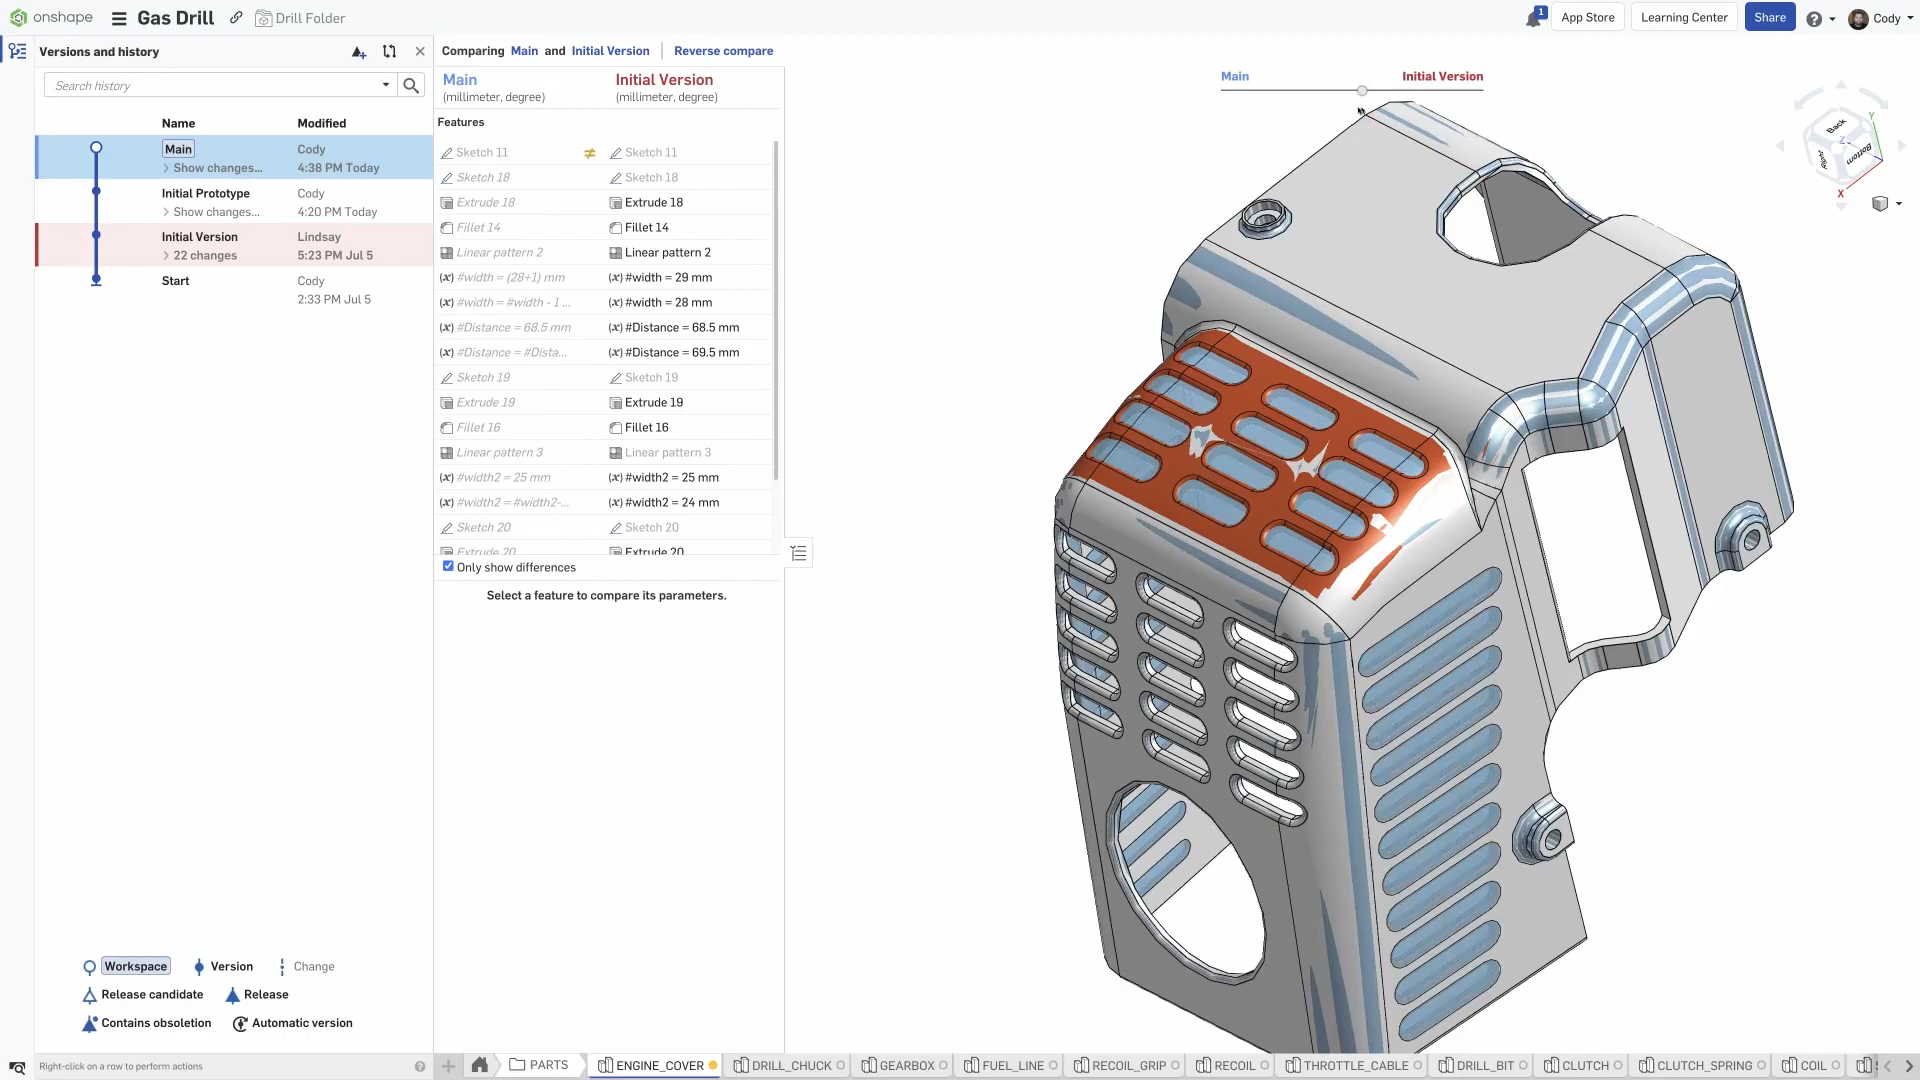 onshape Gas Drill Drill Folder 1 App Store Learning Center Share Cody
Versions and history
Search history
Name Modified
Main Cody
Show changes... 4:38 PM Today
Initial Prototype Cody
Show changes... 4:20 PM Today
Initial Version Lindsay
22 changes 5:23 PM Jul 5
Start Cody
2:33 PM Jul 5
Workspace Version Change
Release candidate Release
Contains obsoletion Automatic version
Right-click on a row to perform actions
Comparing Main and Initial Version Reverse compare
Main Initial Version
(millimeter, degree) (millimeter, degree)
Features
Sketch 11 Sketch 11
Sketch 18 Sketch 18
Extrude 18 Extrude 18
Fillet 14 Fillet 14
Linear pattern 2 Linear pattern 2
(x) #width = (28+1) mm (x) #width = 29 mm
(x) #width = #width - 1 ... (x) #width = 28 mm
(x) #Distance = 68.5 mm (x) #Distance = 68.5 mm
(x) #Distance = #Dista... (x) #Distance = 69.5 mm
Sketch 19 Sketch 19
Extrude 19 Extrude 19
Fillet 16 Fillet 16
Linear pattern 3 Linear pattern 3
(x) #width2 = 25 mm (x) #width2 = 25 mm
(x) #width2 = #width2-... (x) #width2 = 24 mm
Sketch 20 Sketch 20
Extrude 20 Extrude 20
Only show differences
Select a feature to compare its parameters.
Main Initial Version
Back
Bottom
Y
Z
X
PARTS ENGINE_COVER DRILL_CHUCK GEARBOX FUEL_LINE RECOIL_GRIP RECOIL THROTTLE_CABLE DRILL_BIT CLUTCH CLUTCH_SPRING COIL